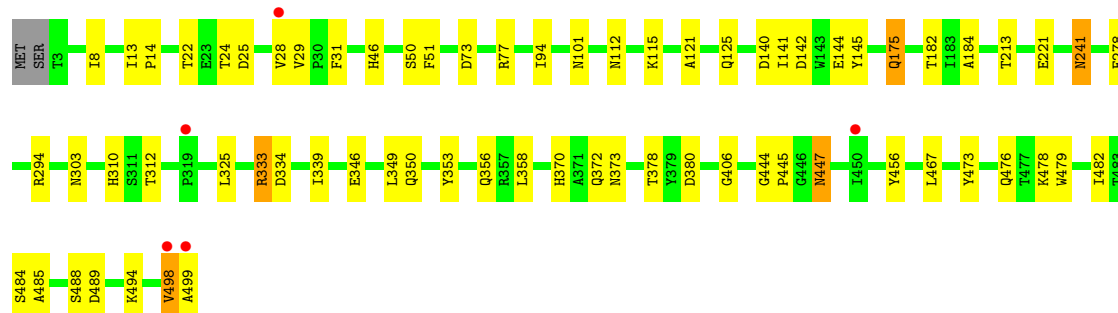 MET SER T3 I8 I13 P14 T22 E23 T24 D25 V28 V29 P30 F31 H46 S50 F51 D73 R77 I94 N101 N112 K115 A121 Q125 D140 I141 D142 W143 E144 Y145 Q175 T182 I183 A184 T213 E221 N241
R294 N303 H310 S311 T312 P319 L325 R333 D334 I339 E346 L349 Q350 Y353 Q356 R357 L358 H370 A371 Q372 N373 T378 Y379 D380 G406 G444 P445 G446 N447 I450 Y456 L467 Y473 Q476 T477 K478 W479 I482 T483
S484 A485 S488 D489 K494 V498 A499